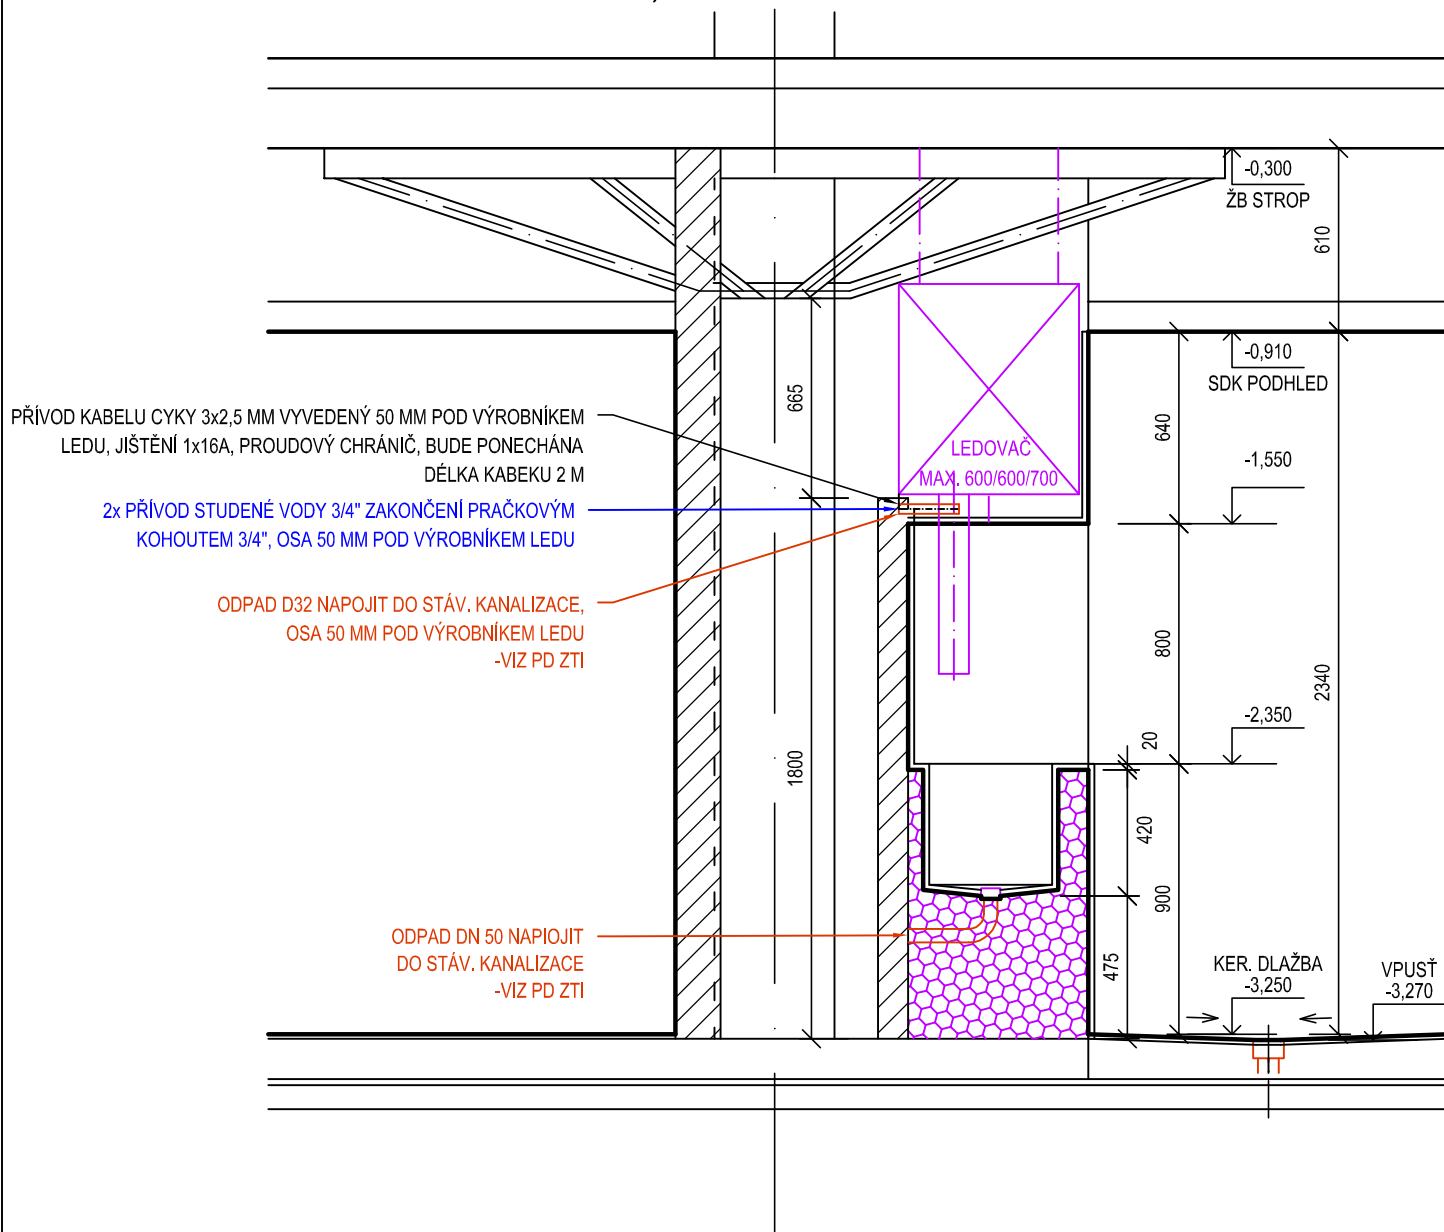 -0,300
ŽB STROP
610
-0,910
SDK PODHLED
665
640
PŘÍVOD KABELU CYKY 3x2,5 MM VYVEDENÝ 50 MM POD VÝROBNÍKEM
LEDU, JIŠTĚNÍ 1x16A, PROUDOVÝ CHRÁNIČ, BUDE PONECHÁNA
DÉLKA KABEKU 2 M
LEDOVAČ
MAX. 600/600/700
-1,550
2x PŘÍVOD STUDENÉ VODY 3/4" ZAKONČENÍ PRAČKOVÝM
KOHOUTEM 3/4", OSA 50 MM POD VÝROBNÍKEM LEDU
ODPAD D32 NAPOJIT DO STÁV. KANALIZACE,
OSA 50 MM POD VÝROBNÍKEM LEDU
-VIZ PD ZTI
800
2340
-2,350
20
1800
420
900
ODPAD DN 50 NAPIOJIT
DO STÁV. KANALIZACE
-VIZ PD ZTI
475
KER. DLAŽBA
-3,250
VPUSŤ
-3,270